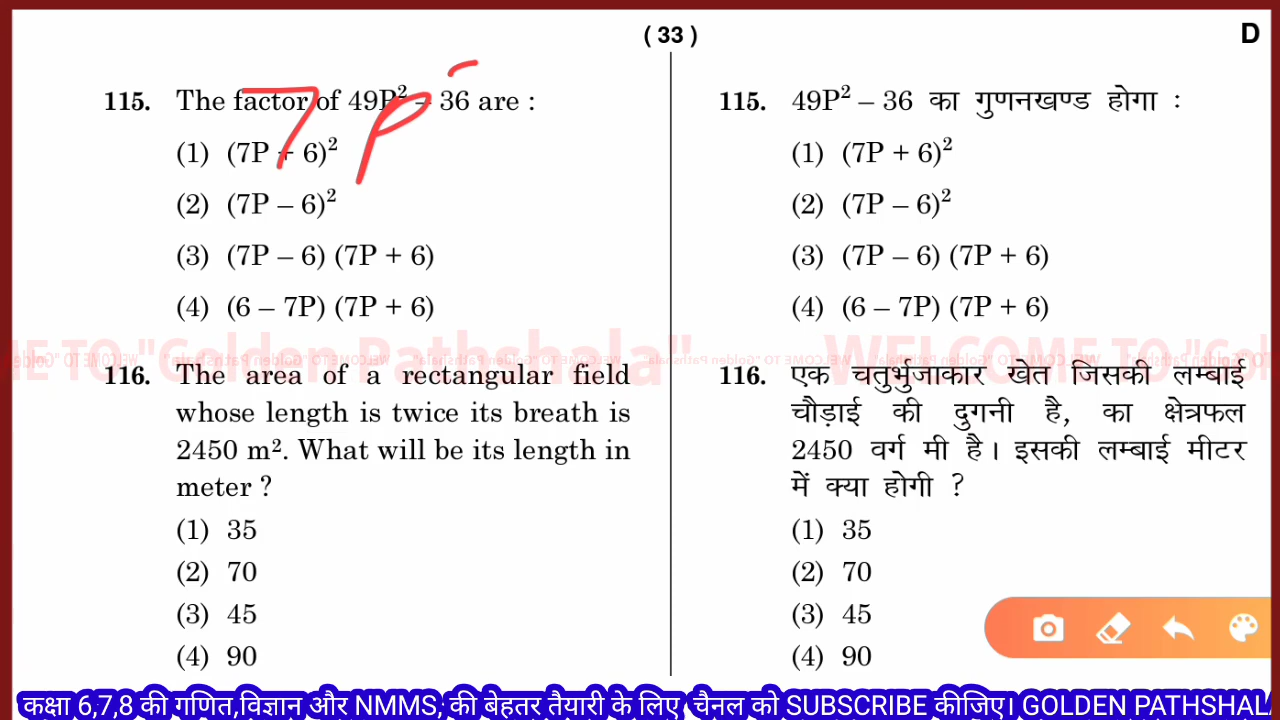 ( 33 )
D
115. The factor of 49P² – 36 are :
(1) (7P + 6)²
(2) (7P – 6)²
(3) (7P – 6) (7P + 6)
(4) (6 – 7P) (7P + 6)
7P
116. The area of a rectangular field
whose length is twice its breath is
2450 m². What will be its length in
meter ?
(1) 35
(2) 70
(3) 45
(4) 90
115. 49P² – 36 का गुणनखण्ड होगा :
(1) (7P + 6)²
(2) (7P – 6)²
(3) (7P – 6) (7P + 6)
(4) (6 – 7P) (7P + 6)
116. एक चतुर्भुजाकार खेत जिसकी लम्बाई
चौड़ाई की दुगनी है, का क्षेत्रफल
2450 वर्ग मी है। इसकी लम्बाई मीटर
में क्या होगी ?
(1) 35
(2) 70
(3) 45
(4) 90
ME TO "Golden Pathshala" WELCOME TO "Gol
कक्षा 6,7,8 की गणित,विज्ञान और NMMS, की बेहतर तैयारी के लिए चैनल को SUBSCRIBE कीजिए। GOLDEN PATHSHALA